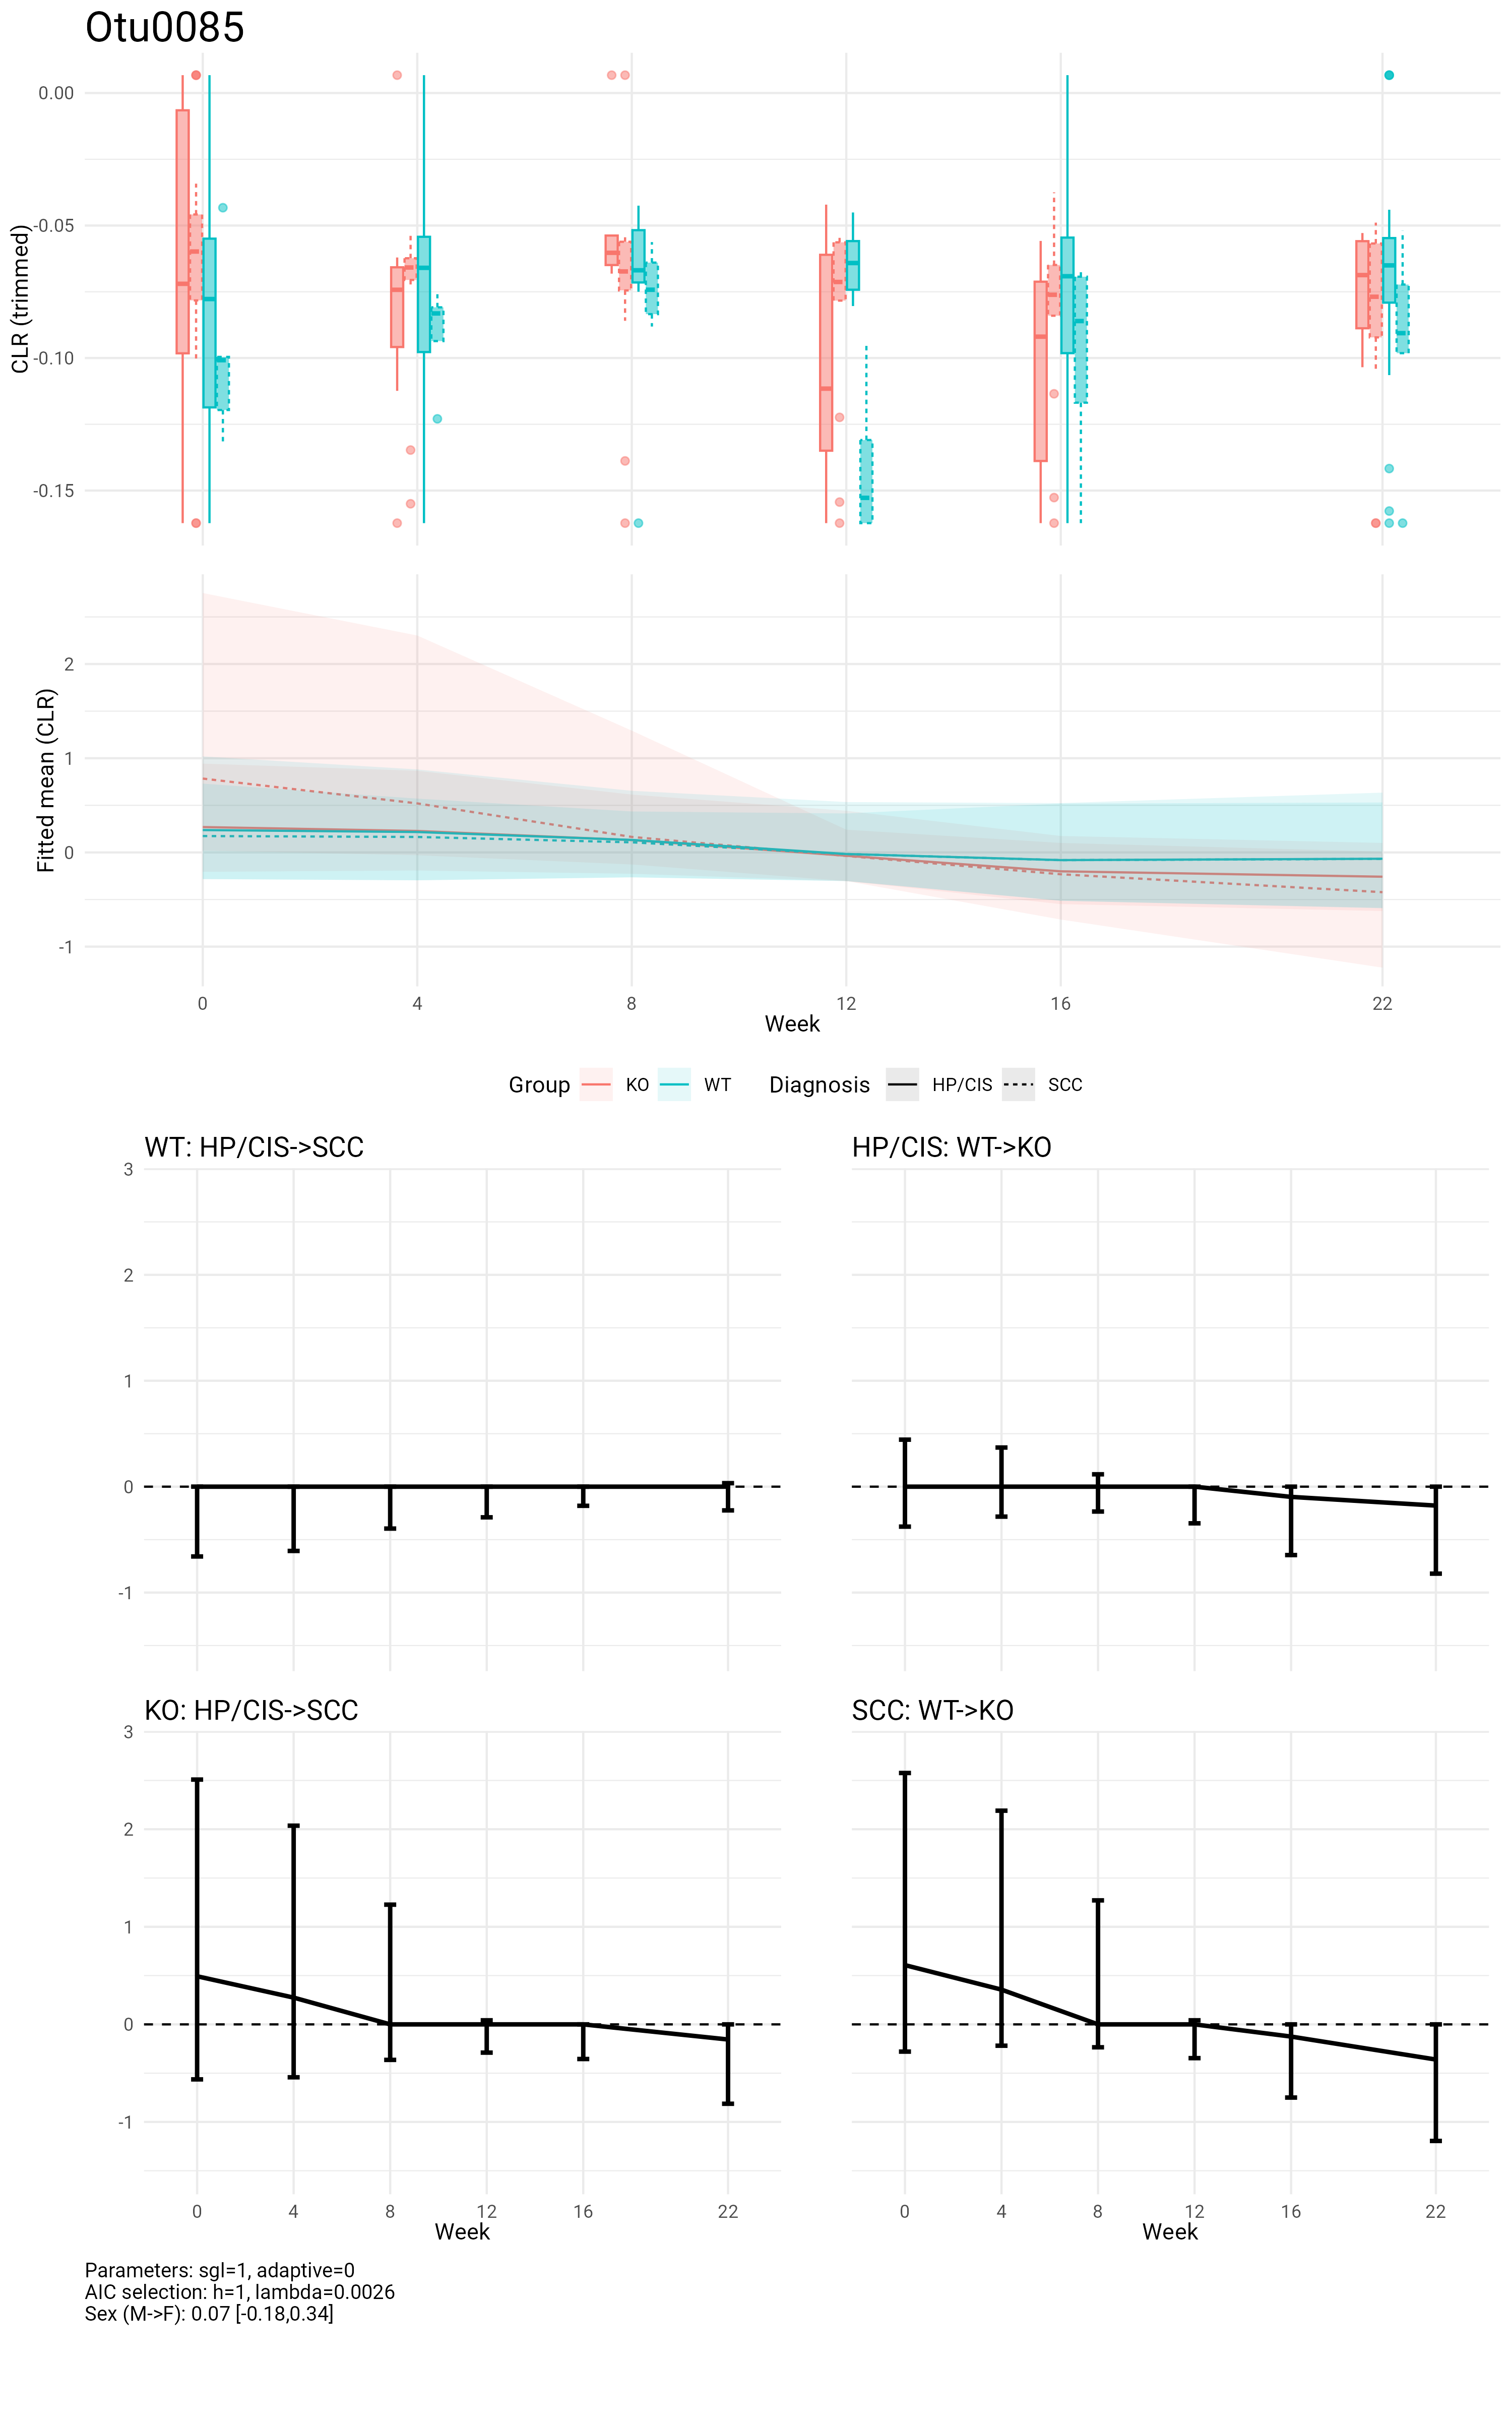 Otu0085
CLR (trimmed)
0.00
-0.05
-0.10
-0.15
Fitted mean (CLR)
2
1
0
-1
0 4 8 12 16 22
Week
Group KO WT Diagnosis HP/CIS SCC
WT: HP/CIS->SCC
3
2
1
0
-1
HP/CIS: WT->KO
KO: HP/CIS->SCC
3
2
1
0
-1
0 4 8 12 16 22
Week
SCC: WT->KO
0 4 8 12 16 22
Week
Parameters: sgl=1, adaptive=0
AIC selection: h=1, lambda=0.0026
Sex (M->F): 0.07 [-0.18,0.34]